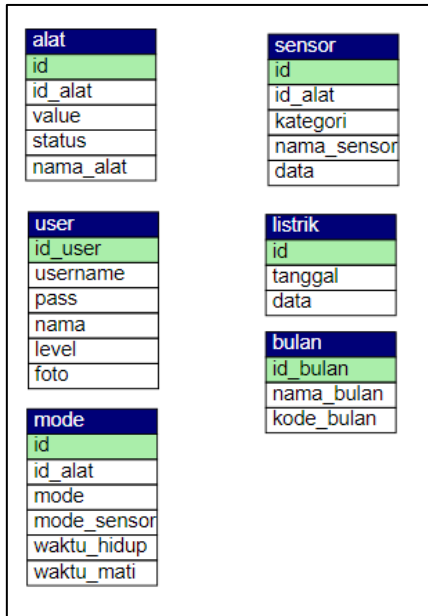 alat
id
id_alat
value
status
nama_alat
sensor
id
id_alat
kategori
nama_sensor
data
user
id_user
username
pass
nama
level
foto
listrik
id
tanggal
data
bulan
id_bulan
nama_bulan
kode_bulan
mode
id
id_alat
mode
mode_sensor
waktu_hidup
waktu_mati